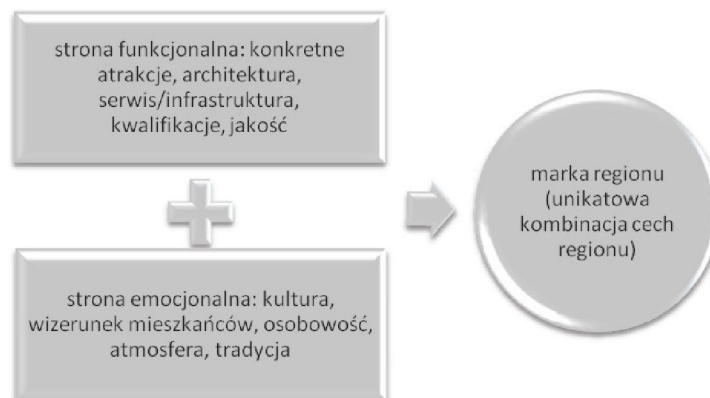 strona funkcjonalna: konkretne
atrakcje, architektura,
serwis/infrastruktura,
kwalifikacje, jakość
strona emocjonalna: kultura,
wizerunek mieszkańców, osobowość,
atmosfera, tradycja
marka regionu
(unikatowa
kombinacja cech
regionu)